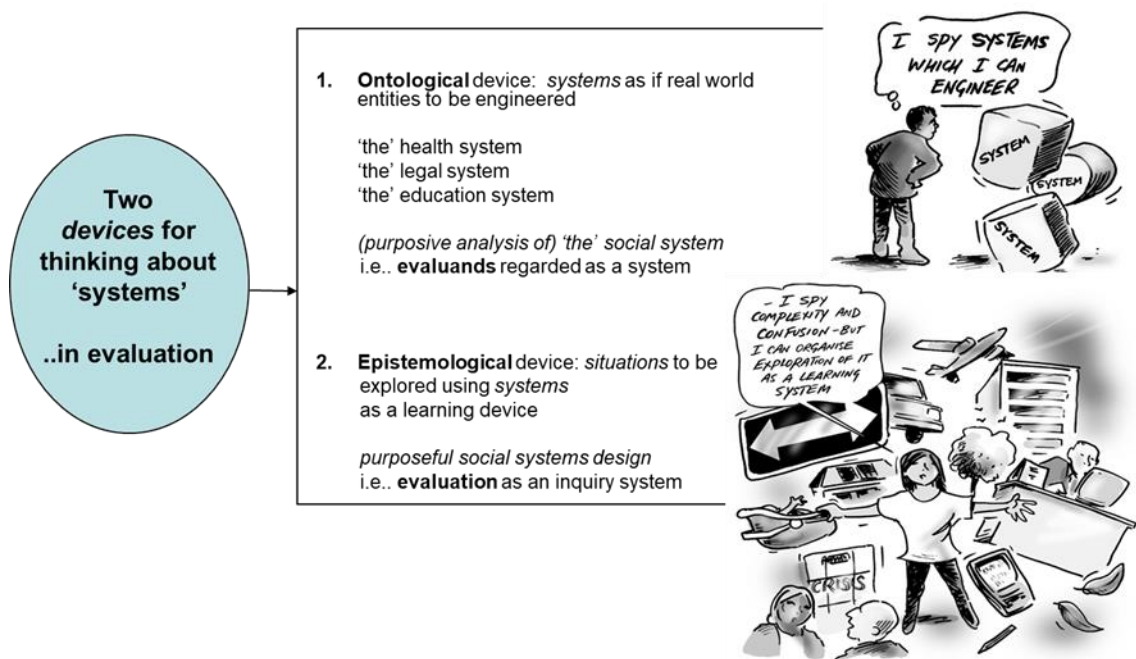 Two
devices for
thinking about
‘systems’
..in evaluation
1. Ontological device: systems as if real world
entities to be engineered
‘the’ health system
‘the’ legal system
‘the’ education system
(purposive analysis of) ‘the’ social system
i.e.. evaluands regarded as a system
2. Epistemological device: situations to be
explored using systems
as a learning device
purposeful social systems design
i.e.. evaluation as an inquiry system
I SPY SYSTEMS
WHICH I CAN
ENGINEER
SYSTEM
SYSTEM
SYSTEM
- I SPY
COMPLEXITY AND
CONFUSION-BUT
I CAN ORGANISE
EXPLORATION OF IT
AS A LEARNING
SYSTEM
CRISIS